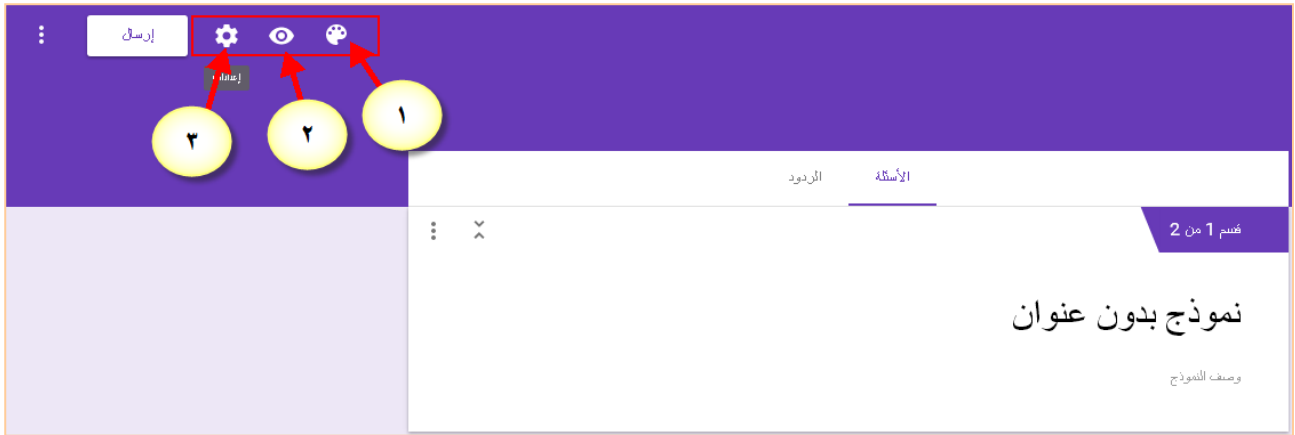 إرسال
إعدادات
١
٢
٣
الأسئلة الردود
قسم 1 من 2
نموذج بدون عنوان
وصف النموذج